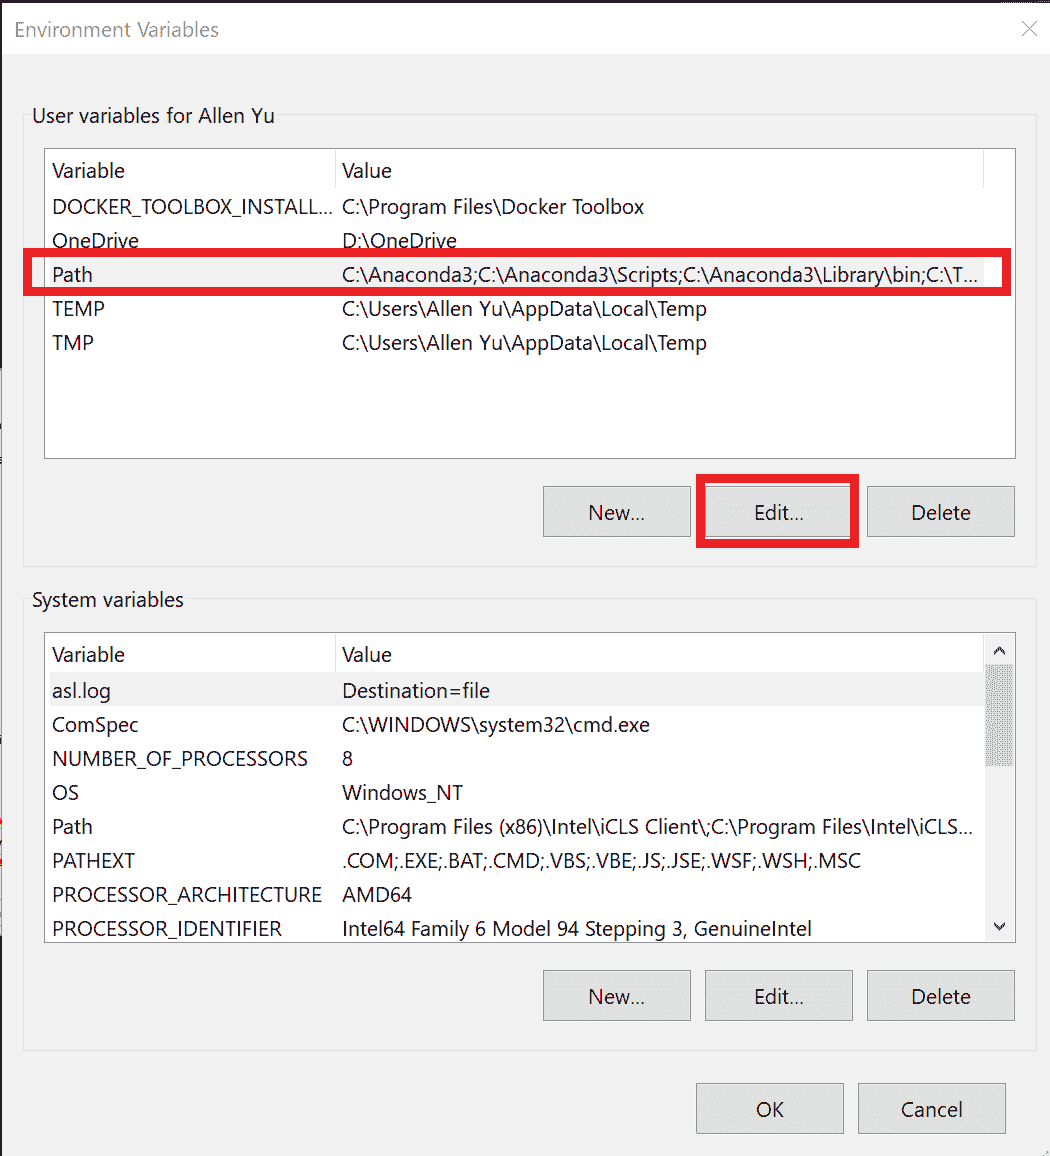 Environment Variables
User variables for Allen Yu
Variable Value
DOCKER_TOOLBOX_INSTALL... C:\Program Files\Docker Toolbox
OneDrive D:\OneDrive
Path C:\Anaconda3;C:\Anaconda3\Scripts;C:\Anaconda3\Library\bin;C:\T...
TEMP C:\Users\Allen Yu\AppData\Local\Temp
TMP C:\Users\Allen Yu\AppData\Local\Temp
New... Edit... Delete
System variables
Variable Value
asl.log Destination=file
ComSpec C:\WINDOWS\system32\cmd.exe
NUMBER_OF_PROCESSORS 8
OS Windows_NT
Path C:\Program Files (x86)\Intel\iCLS Client\;C:\Program Files\Intel\iCLS...
PATHEXT .COM;.EXE;.BAT;.CMD;.VBS;.VBE;.JS;.JSE;.WSF;.WSH;.MSC
PROCESSOR_ARCHITECTURE AMD64
PROCESSOR_IDENTIFIER Intel64 Family 6 Model 94 Stepping 3, GenuineIntel
New... Edit... Delete
OK Cancel